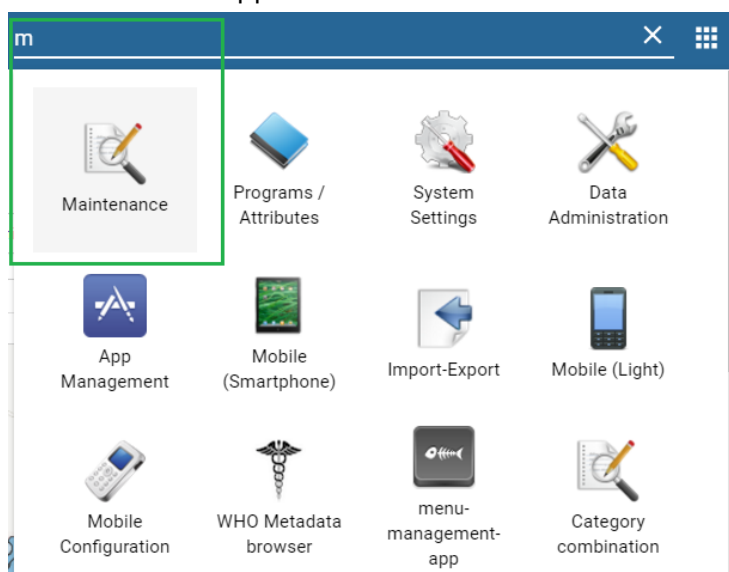 m
Maintenance
Programs /
Attributes
System
Settings
Data
Administration
App
Management
Mobile
(Smartphone)
Import-Export
Mobile (Light)
Mobile
Configuration
WHO Metadata
browser
menu-
management-
app
Category
combination